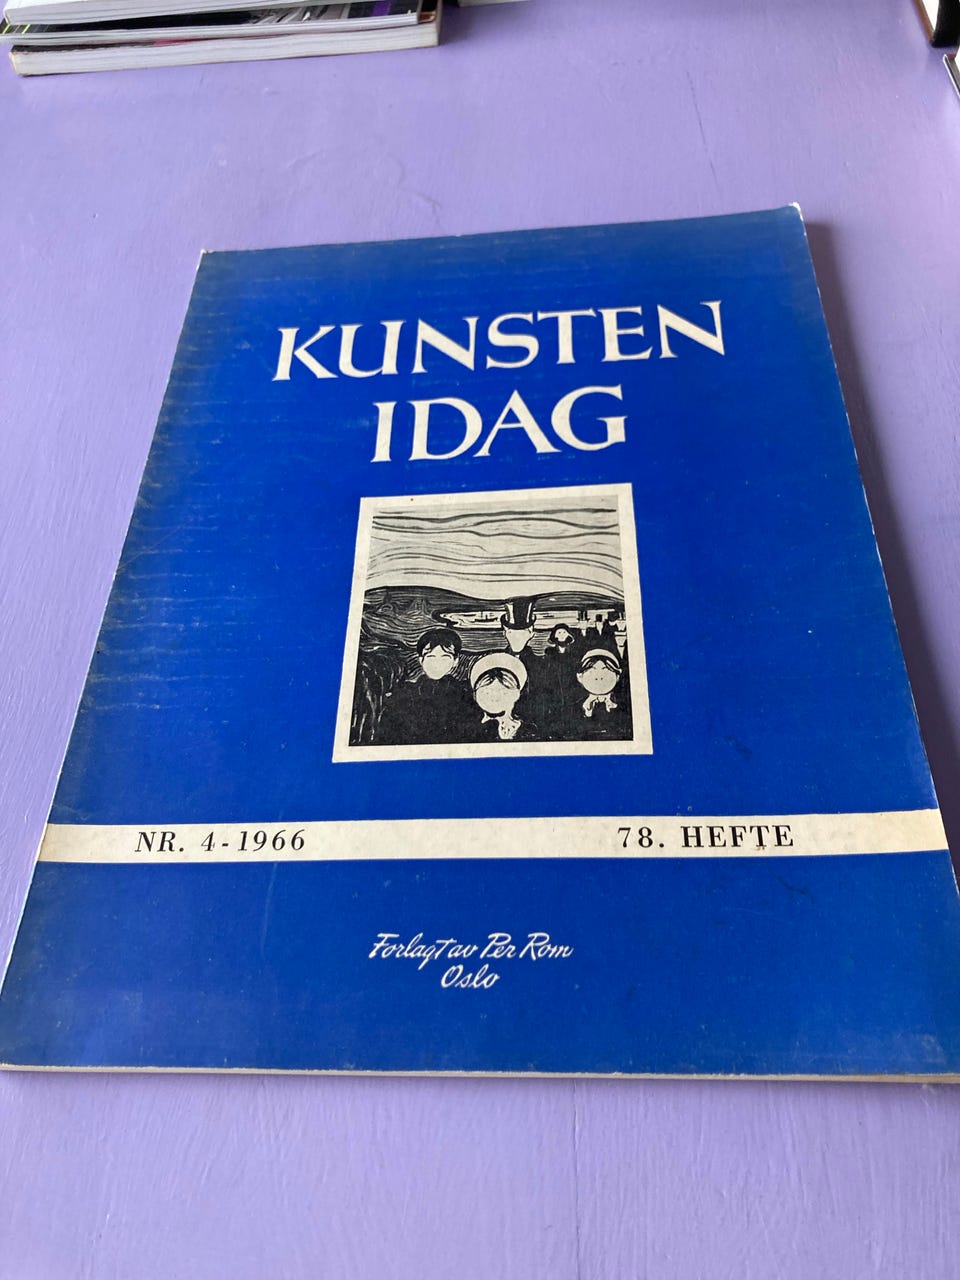 KUNSTEN
IDAG
NR. 4-1966 78. HEFTE
Forlagt av Per Rom
Oslo